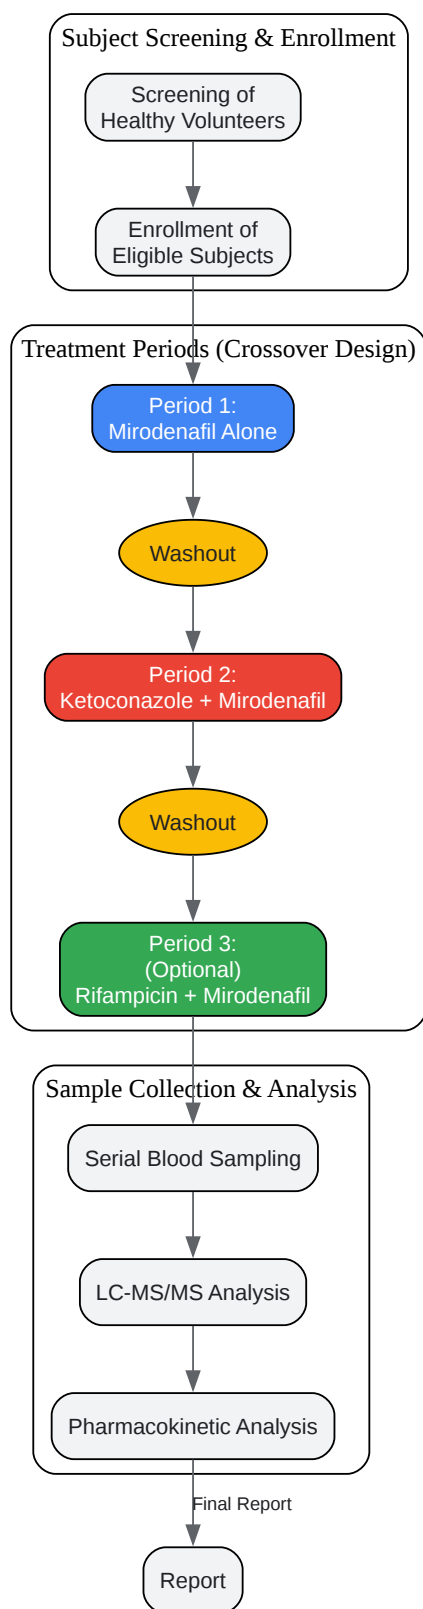 Subject Screening & Enrollment
Screening of
Healthy Volunteers
Enrollment of
Eligible Subjects
Treatment Periods (Crossover Design)
Period 1:
Mirodenafil Alone
Washout
Period 2:
Ketoconazole + Mirodenafil
Washout
Period 3:
(Optional)
Rifampicin + Mirodenafil
Sample Collection & Analysis
Serial Blood Sampling
LC-MS/MS Analysis
Pharmacokinetic Analysis
Final Report
Report